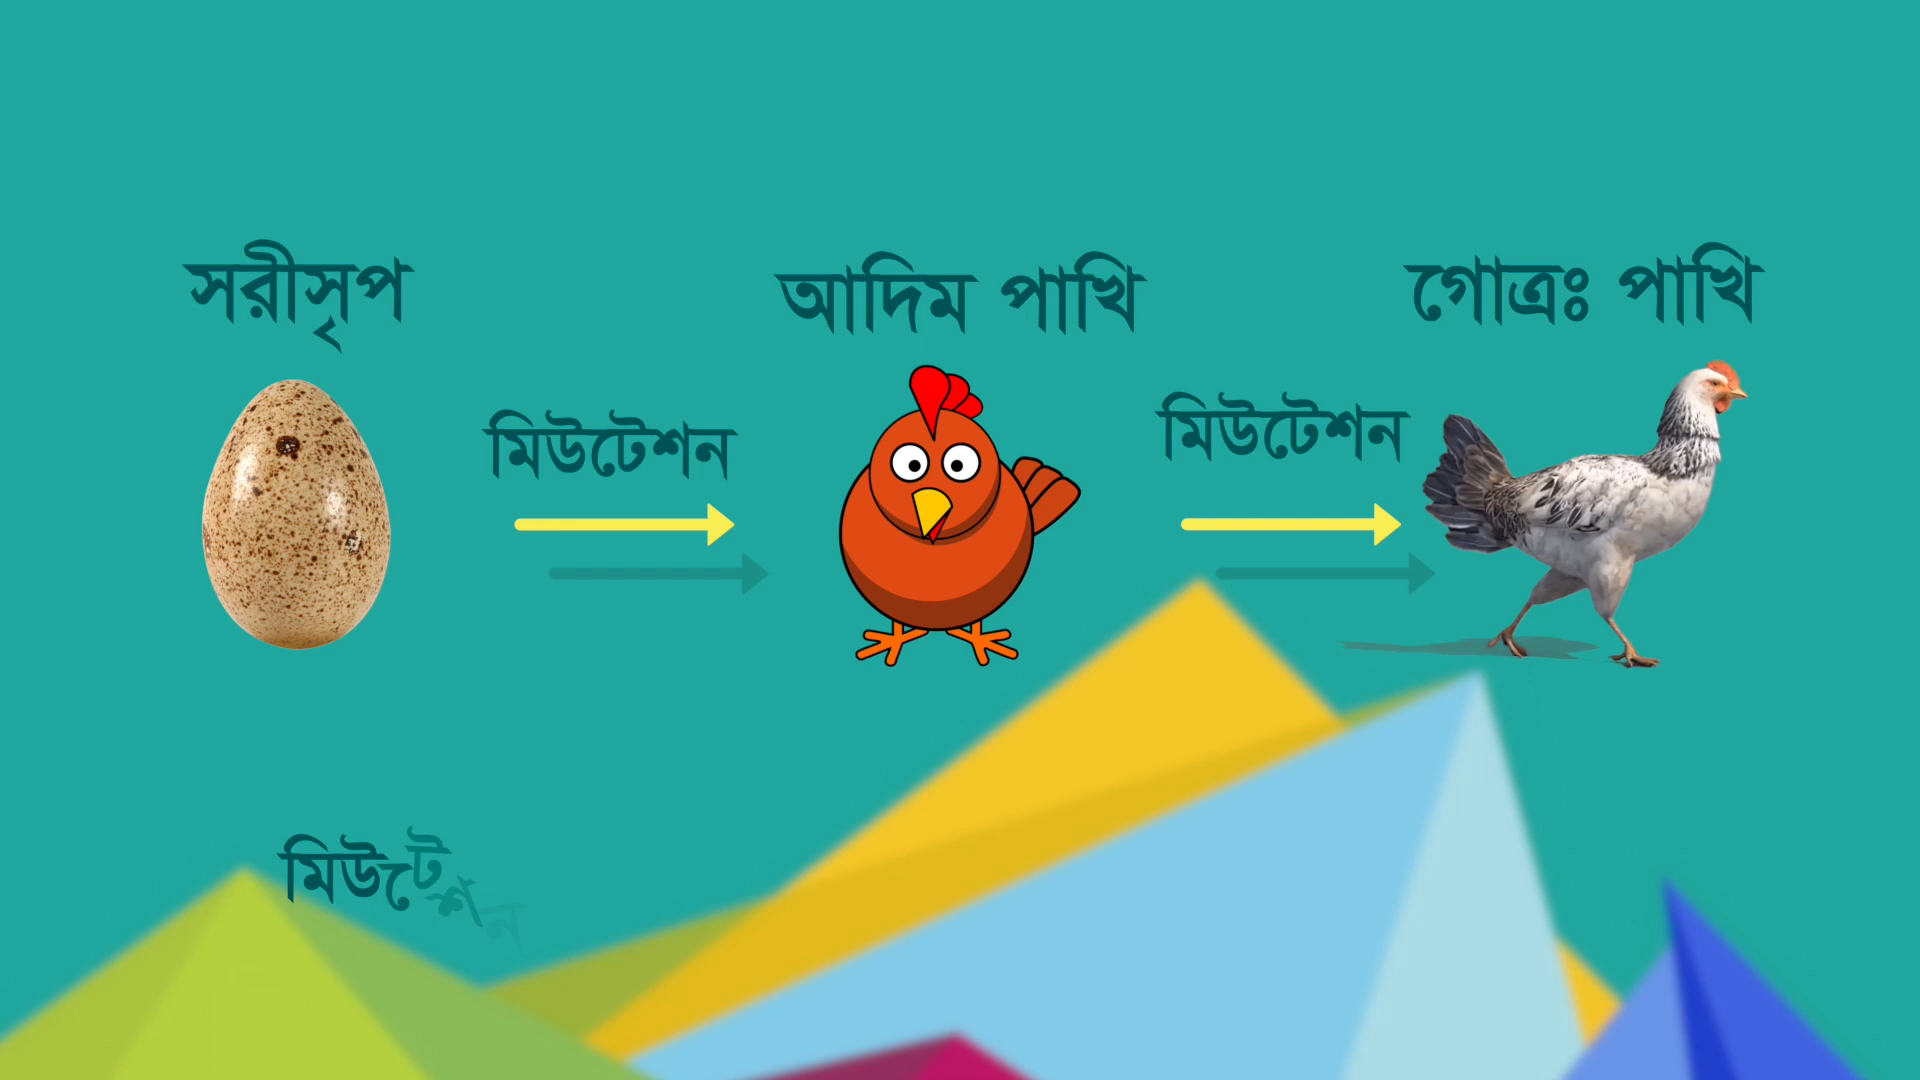 সরীসৃপ
আদিম পাখি
গোত্রঃ পাখি
মিউটেশন
মিউটেশন
মিউটেশন